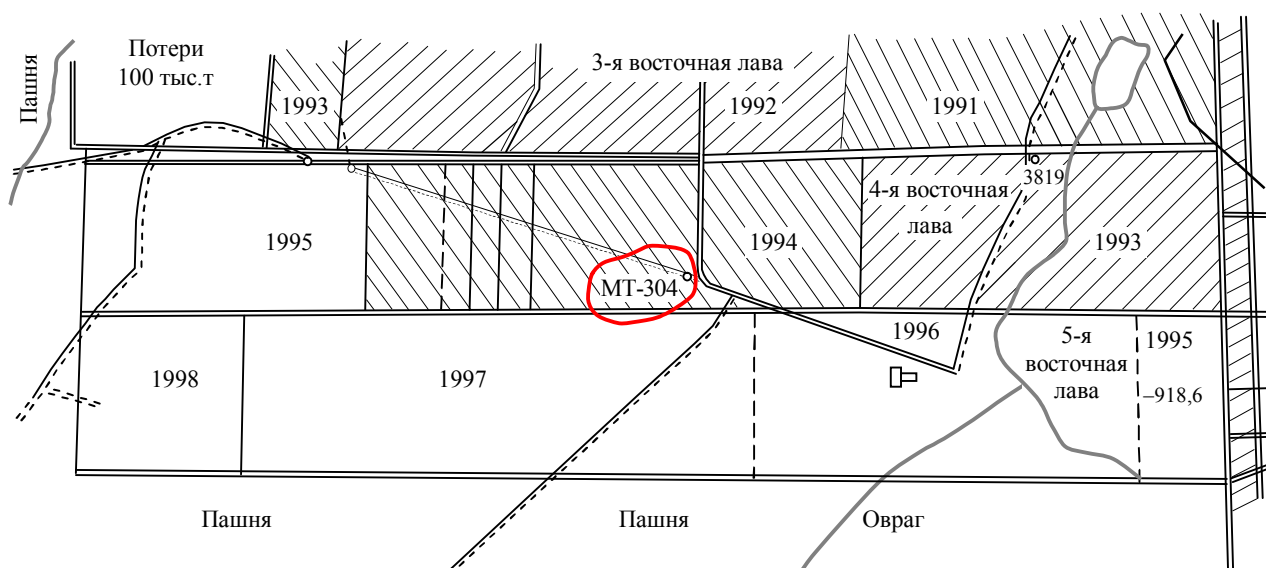 Пашня
Потери
100 тыс.т
1993
3-я восточная лава
1992
1991
3819
4-я восточная
лава
1995
1994
1993
МТ-304
1996
5-я
восточная
лава
1995
–918,6
1998
1997
Пашня
Пашня
Овраг